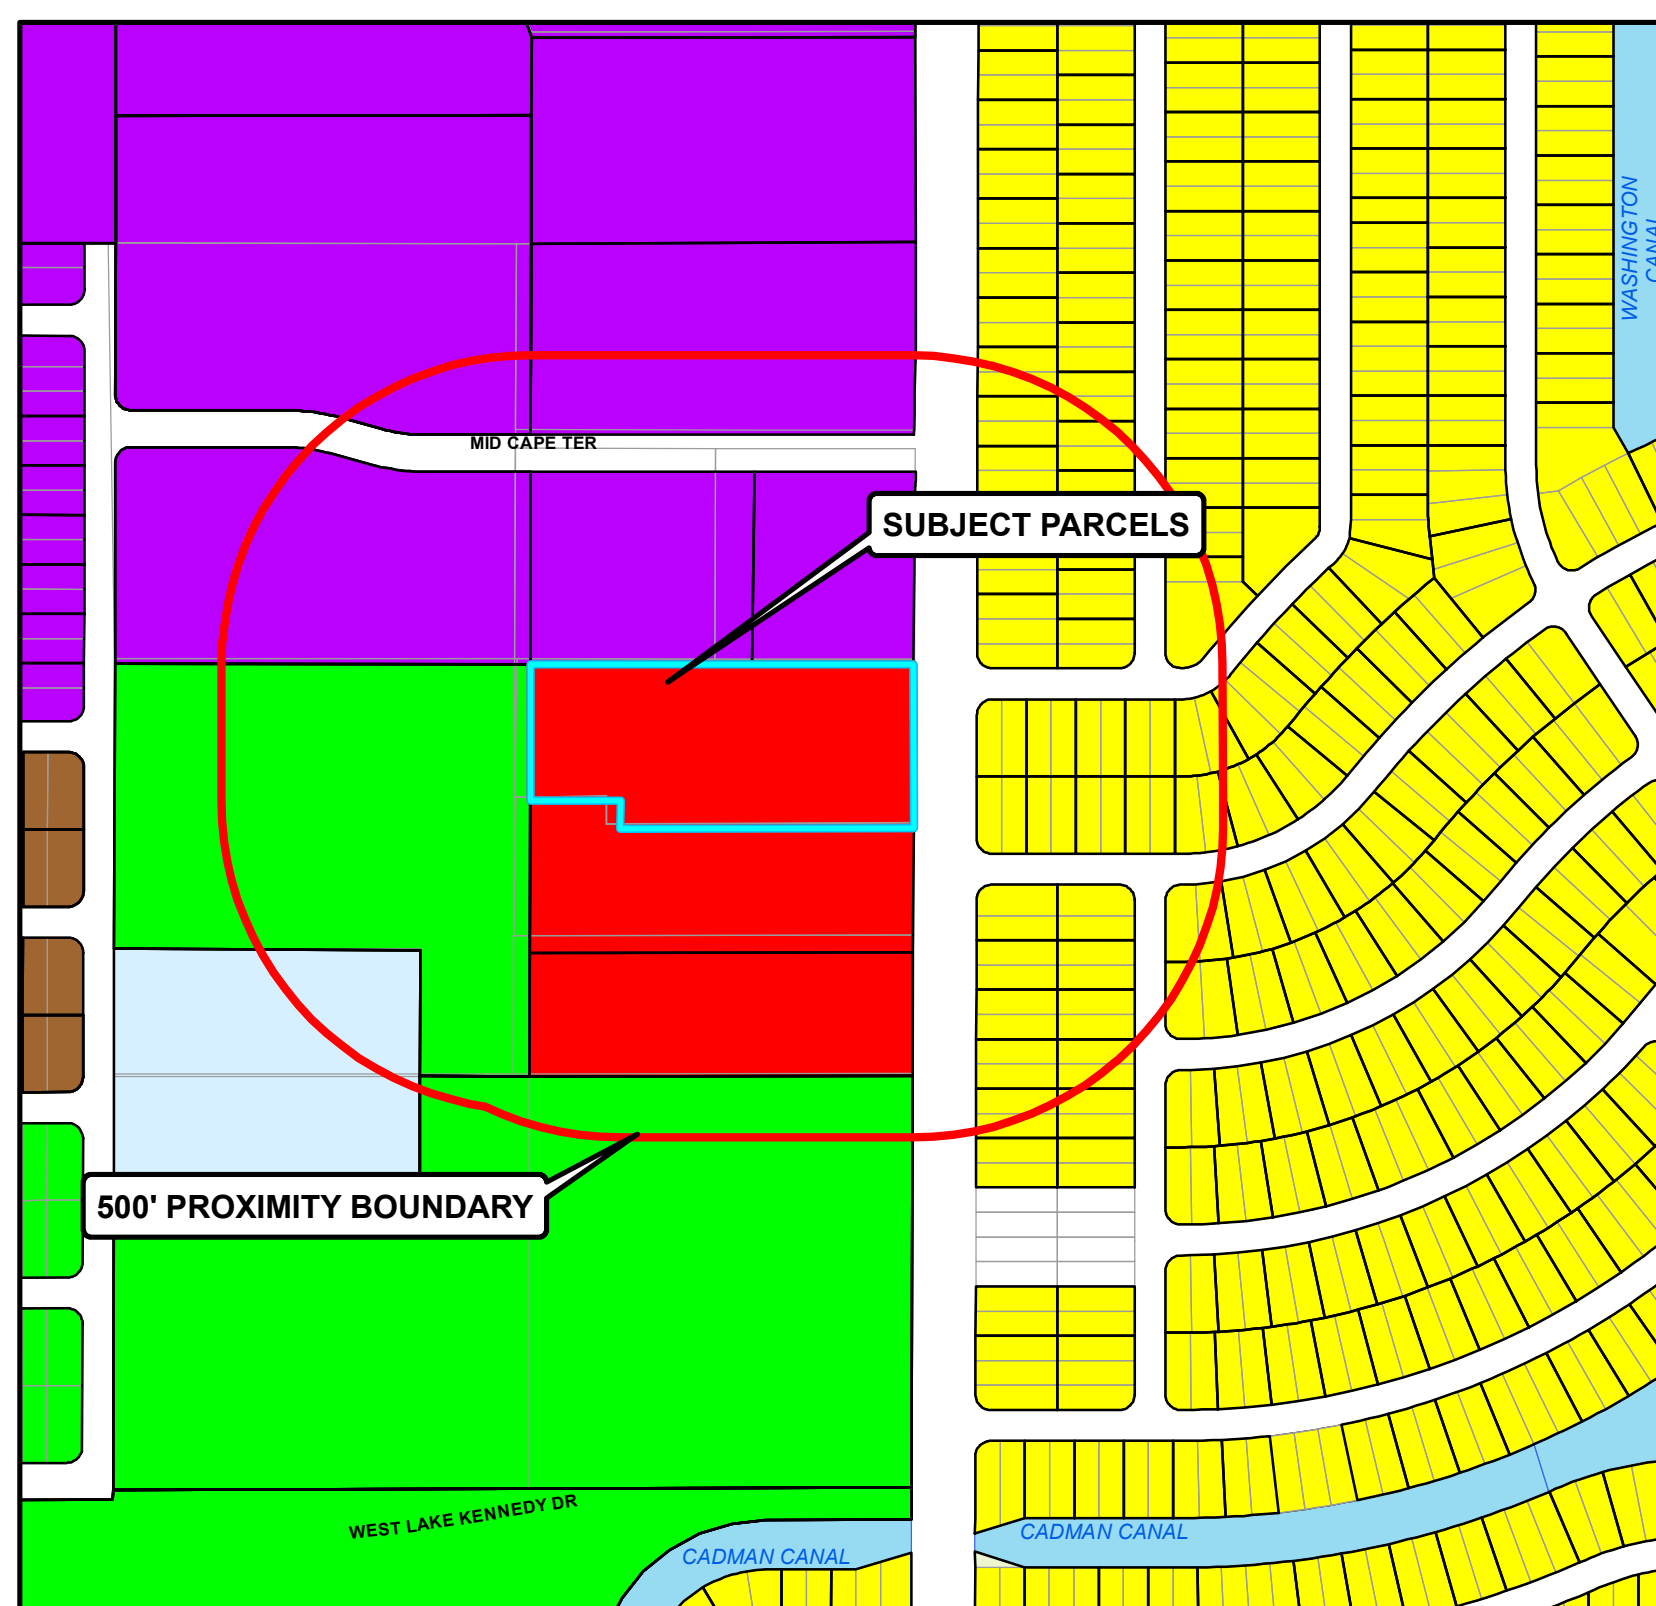 WASHINGTON
CANAL
MID CAPE TER
SUBJECT PARCELS
500' PROXIMITY BOUNDARY
WEST LAKE KENNEDY DR
CADMAN CANAL
CADMAN CANAL